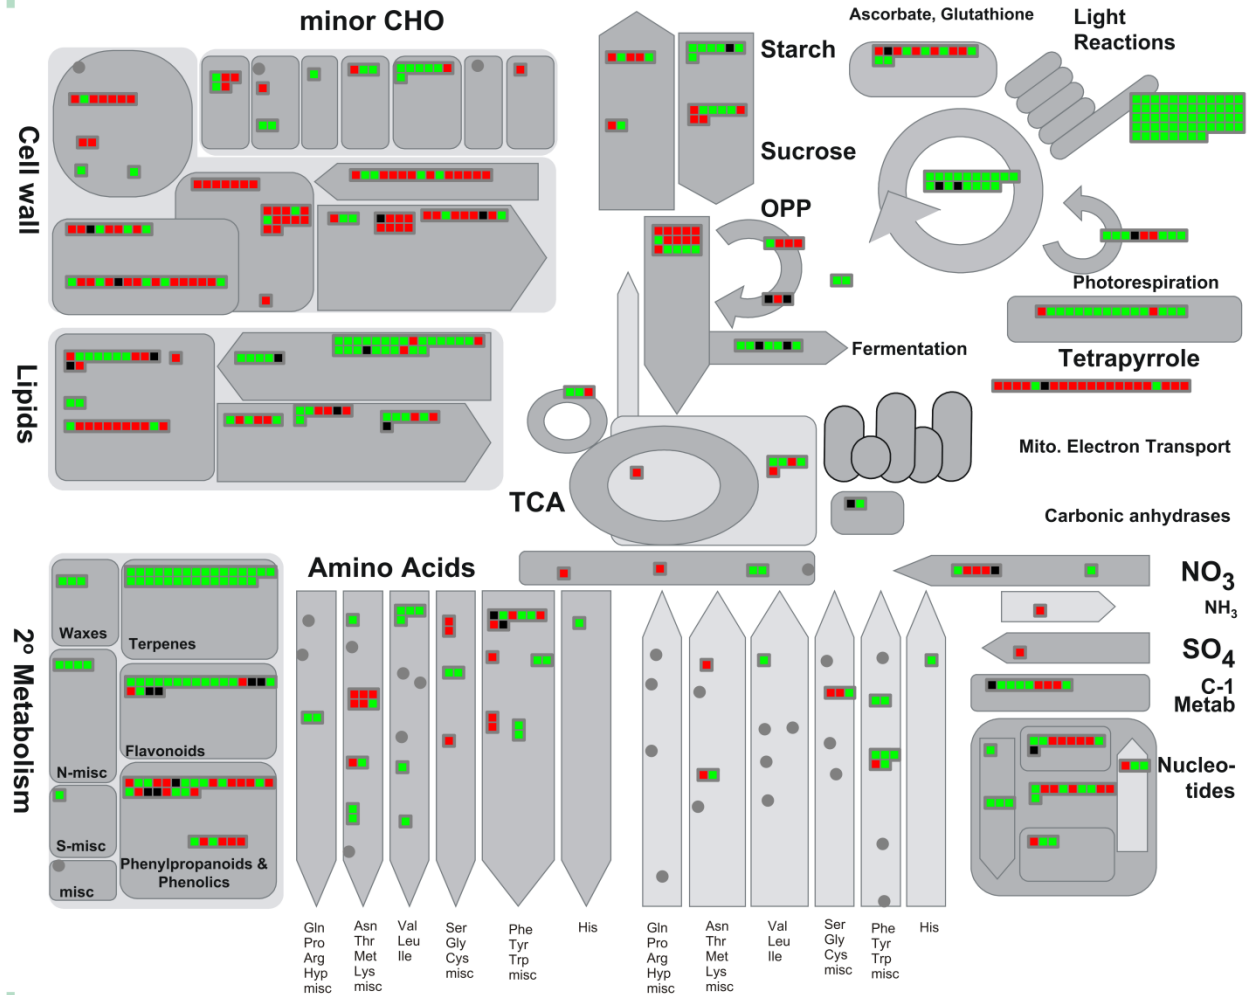 minor CHO
Ascorbate, Glutathione
Light
Reactions
Starch
Cell wall
Sucrose
OPP
Photorespiration
Fermentation
Tetrapyrrole
Lipids
Mito. Electron Transport
TCA
Carbonic anhydrases
Amino Acids
NO3
NH3
SO4
C-1
Metab
Nucleo-
tides
2º Metabolism
Waxes
Terpenes
N-misc
Flavonoids
S-misc
misc
Phenylpropanoids &
Phenolics
Gln
Pro
Arg
Hyp
misc
Asn
Thr
Met
Lys
misc
Val
Leu
Ile
Ser
Gly
Cys
misc
Phe
Tyr
Trp
misc
His
Gln
Pro
Arg
Hyp
misc
Asn
Thr
Met
Lys
misc
Val
Leu
Ile
Ser
Gly
Cys
misc
Phe
Tyr
Trp
misc
His